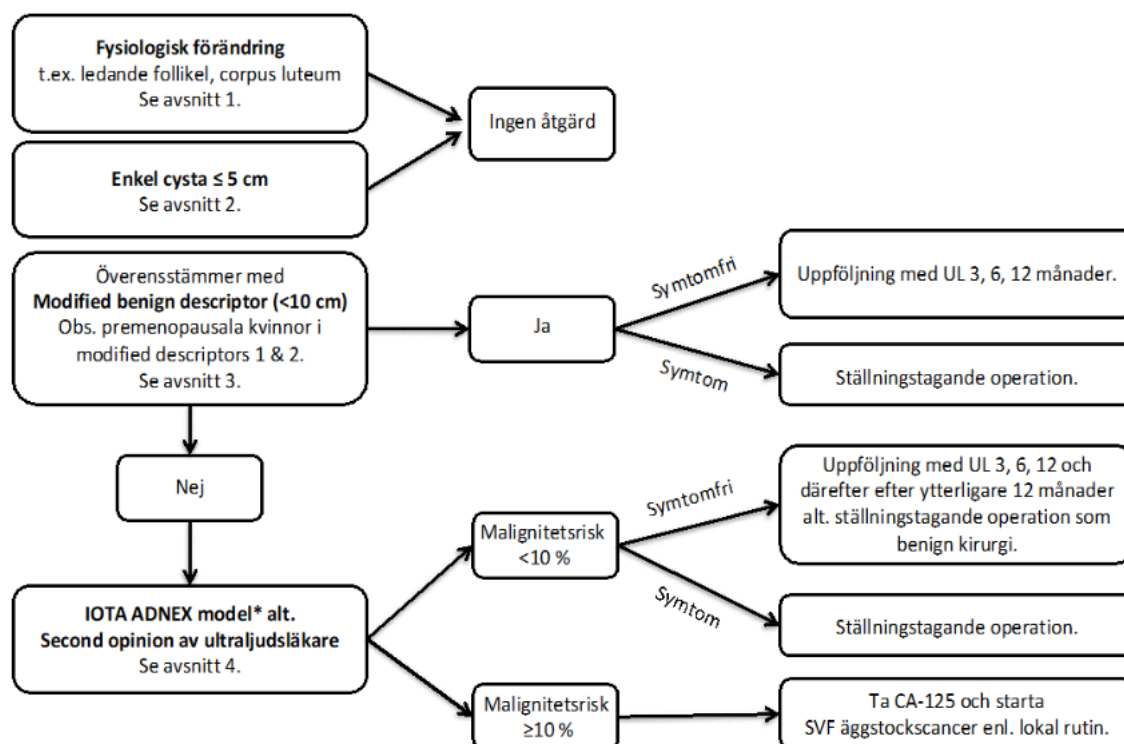 Fysiologisk förändring
t.ex. ledande follikel, corpus luteum
Se avsnitt 1.
Ingen åtgärd
Enkel cysta ≤ 5 cm
Se avsnitt 2.
Överensstämmer med
Modified benign descriptor (<10 cm)
Obs. premenopausala kvinnor i
modified descriptors 1 & 2.
Se avsnitt 3.
Ja
Symtomfri
Uppföljning med UL 3, 6, 12 månader.
Symtom
Ställningstagande operation.
Nej
IOTA ADNEX model* alt.
Second opinion av ultraljudsläkare
Se avsnitt 4.
Malignitetsrisk
<10 %
Symtomfri
Uppföljning med UL 3, 6, 12 och
därefter efter ytterligare 12 månader
alt. ställningstagande operation som
benign kirurgi.
Symtom
Ställningstagande operation.
Malignitetsrisk
≥10 %
Ta CA-125 och starta
SVF äggstockscancer enl. lokal rutin.